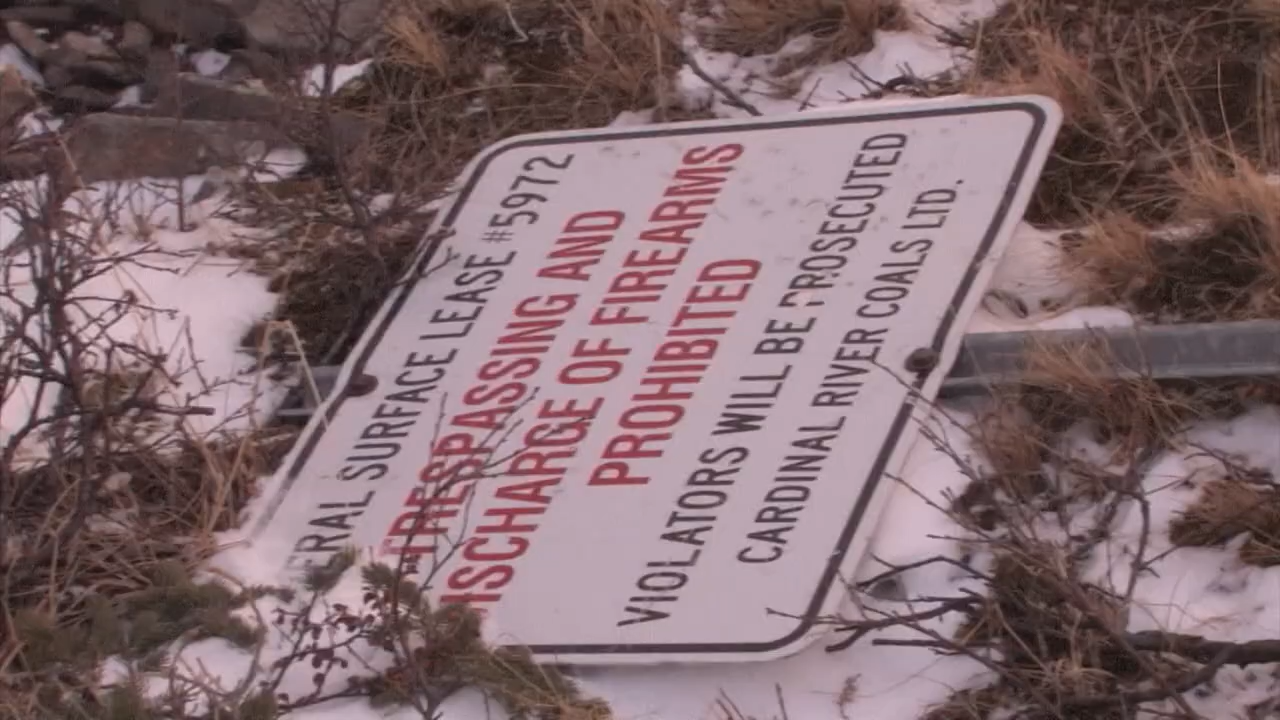 ERAL SURFACE LEASE #5972
TRESPASSING AND
ISCHARGE OF FIREARMS
PROHIBITED
VIOLATORS WILL BE PROSECUTED
CARDINAL RIVER COALS LTD.